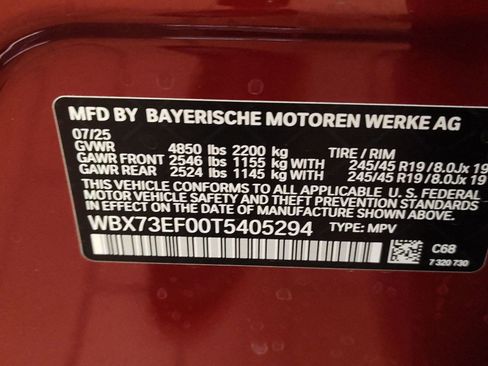 MFD BY BAYERISCHE MOTOREN WERKE AG
07/25
GVWR 4850 lbs 2200 kg TIRE / RIM
GAWR FRONT 2546 lbs 1155 kg WITH 245/45 R19 /8.0Jx 19
GAWR REAR 2524 lbs 1145 kg WITH 245/45 R19 /8.0Jx 19
THIS VEHICLE CONFORMS TO ALL APPLICABLE U. S. FEDERAL
MOTOR VEHICLE SAFETY AND THEFT PREVENTION STANDARDS
IN EFFECT ON THE DATE OF MANUFACTURE SHOWN ABOVE.
WBX73EF00T5405294 TYPE: MPV
C68
7 320 730